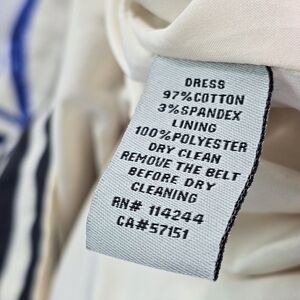 DRESS
97%COTTON
3%SPANDEX
LINING
100%POLYESTER
DRY CLEAN
REMOVE THE BELT
BEFORE DRY
CLEANING
RN# 114244
CA#57151